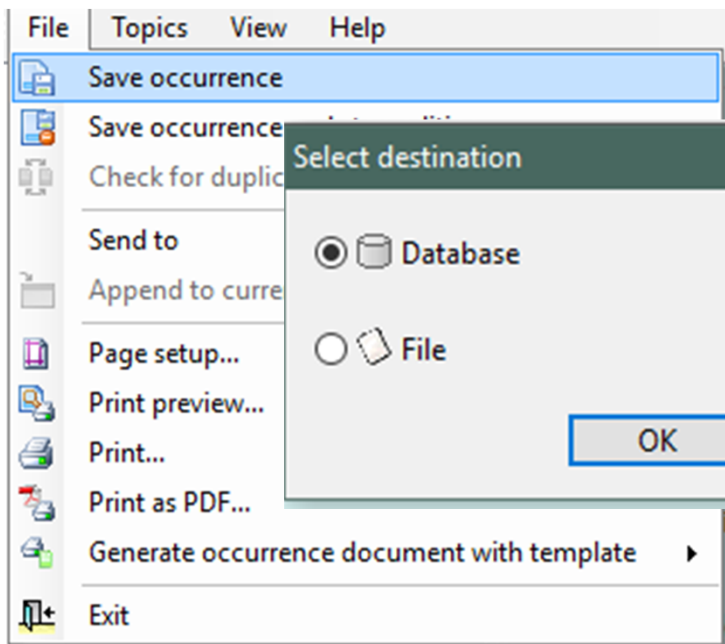 File Topics View Help
Save occurrence
Save occurrence
Check for duplic
Send to
Append to curre
Page setup...
Print preview...
Print...
Print as PDF...
Generate occurrence document with template
Exit
Select destination
Database
File
OK